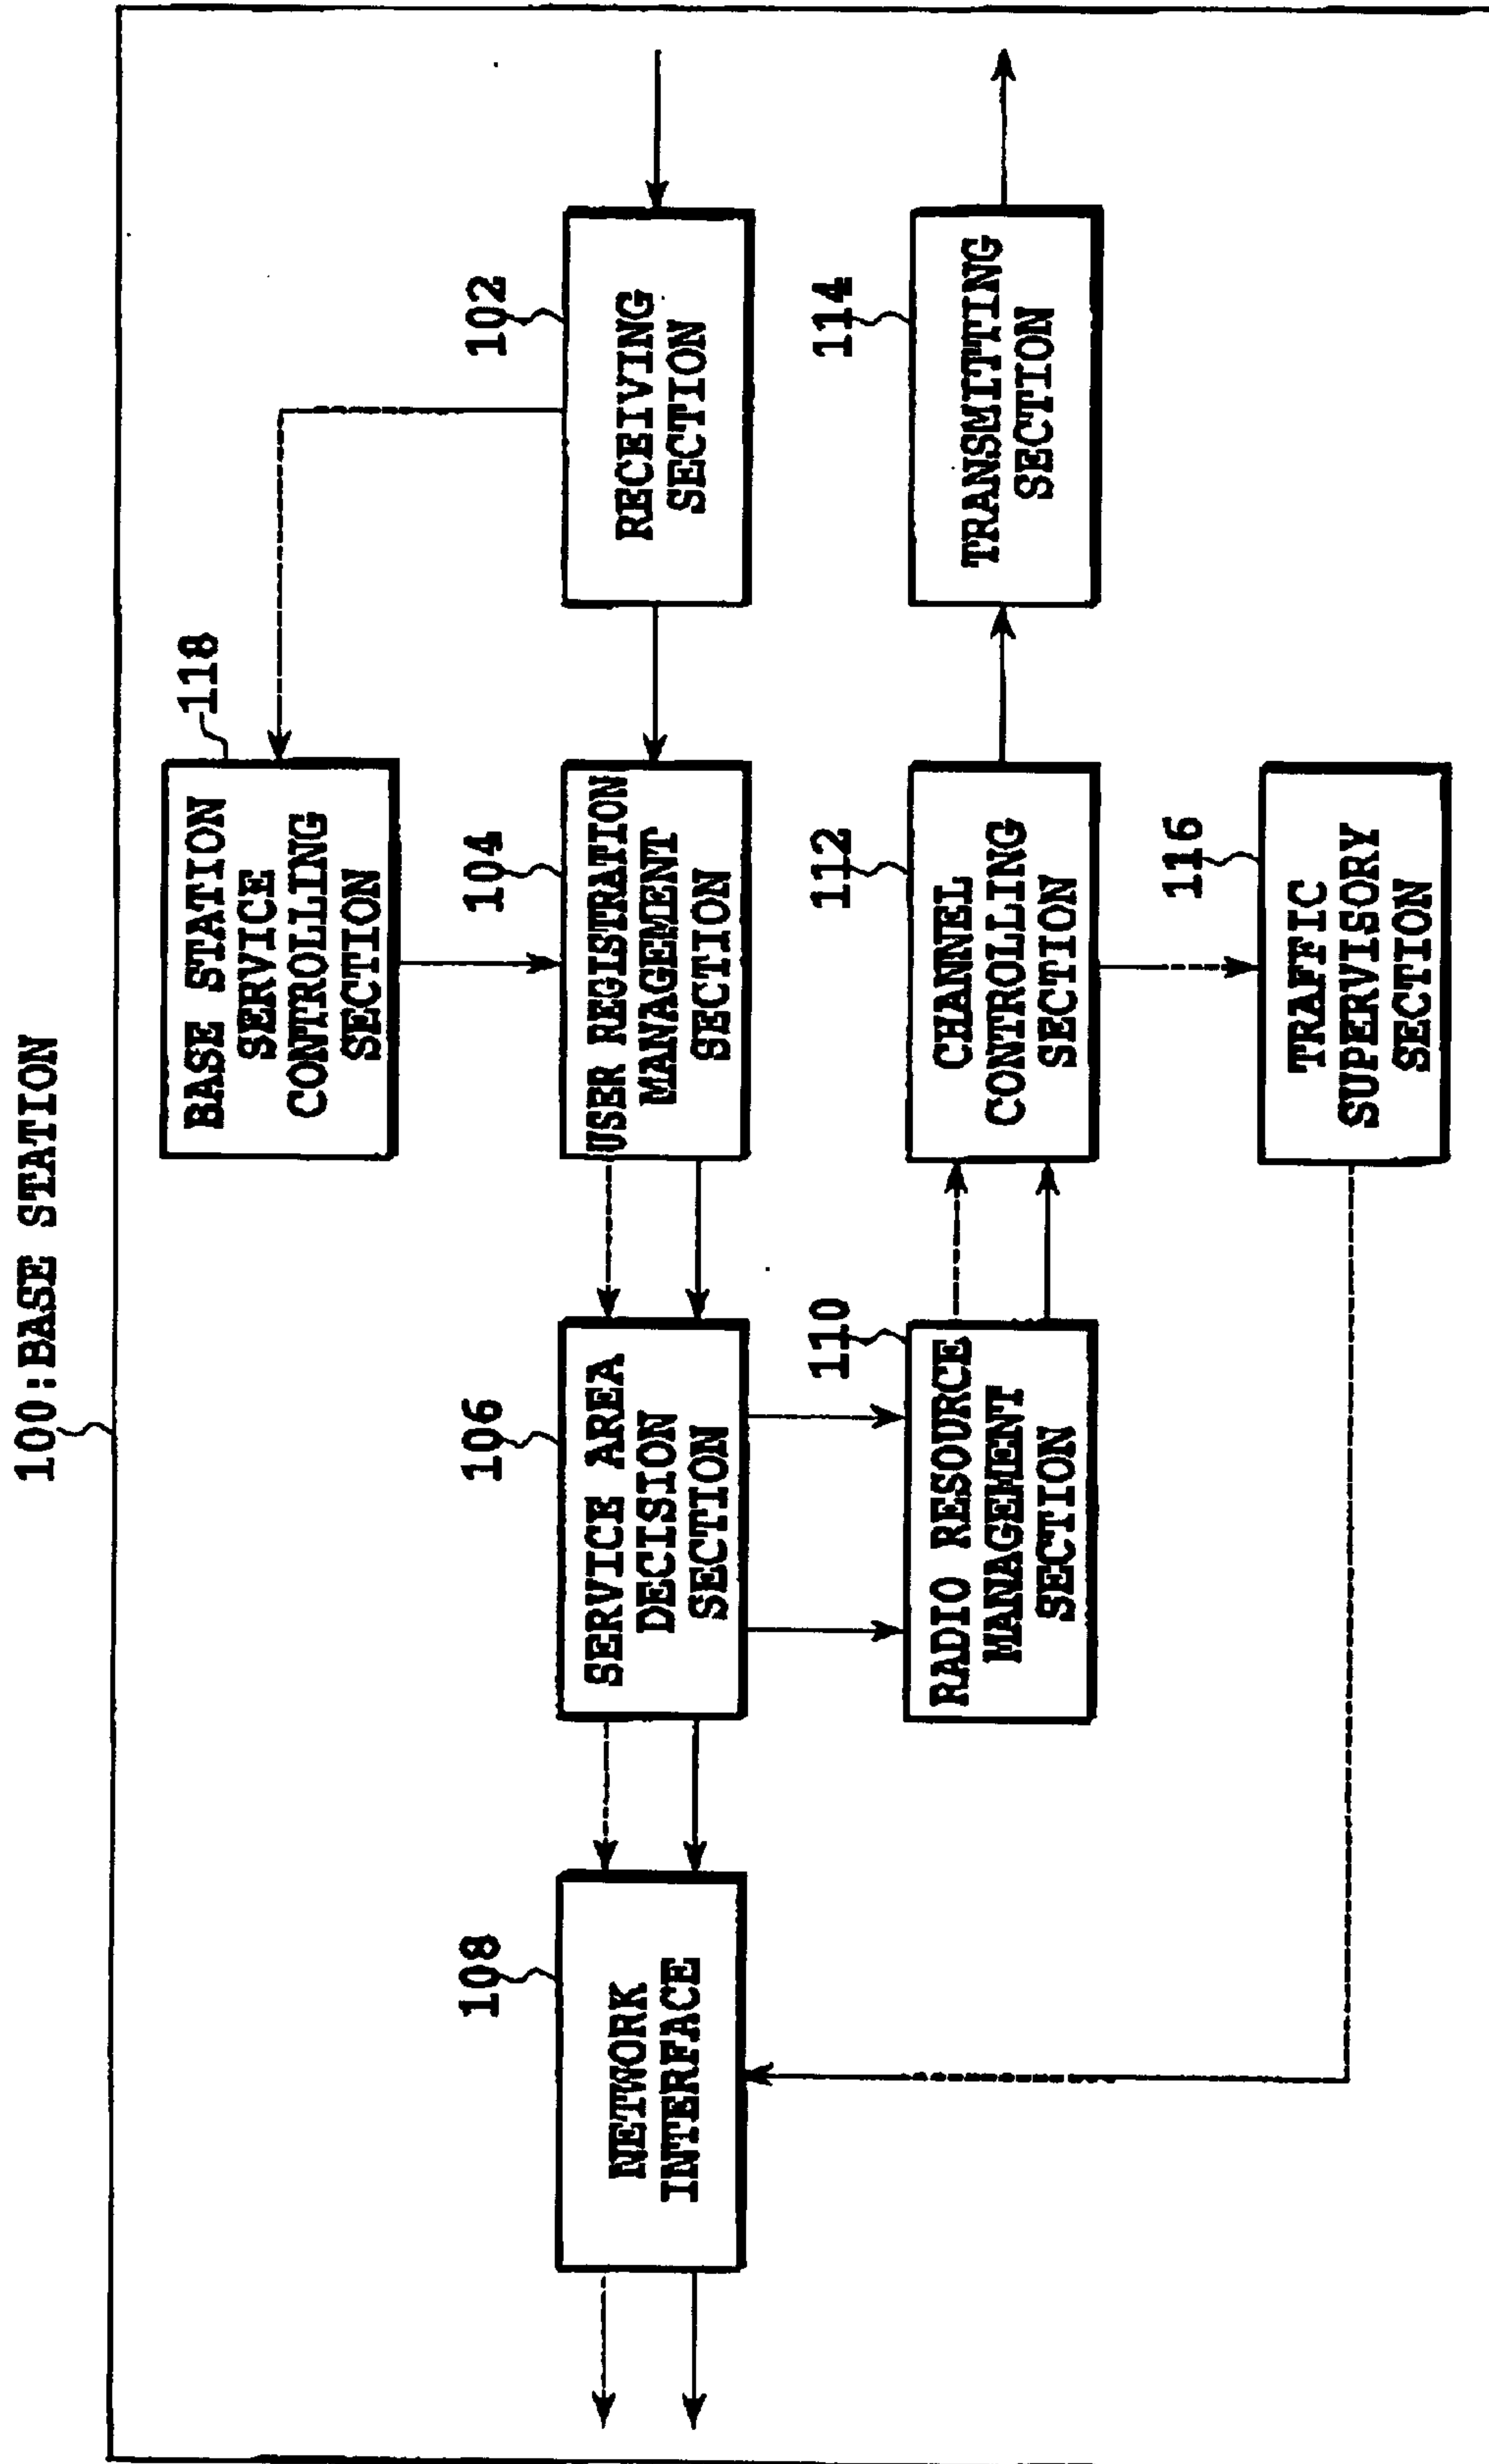 100:BASE STATION
118
BASE STATION
SERVICE
CONTROLLING
SECTION
108
NETWORK
INTERFACE
106
SERVICE AREA
DECISION
SECTION
104
USER REGISTRATION
MANAGEMENT
SECTION
102
RECEIVING
SECTION
110
RADIO RESOURCE
MANAGEMENT
SECTION
112
CHANNEL
CONTROLLING
SECTION
114
TRANSMITTING
SECTION
116
TRAFFIC
SUPERVISORY
SECTION